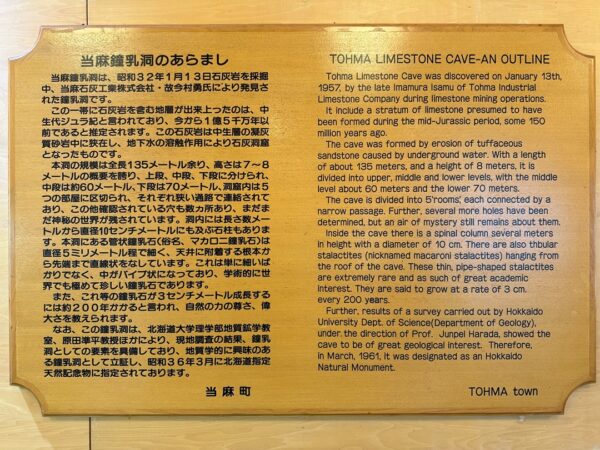 当麻鐘乳洞のあらまし
当麻鐘乳洞は、昭和32年1月13日石灰岩を採掘
中、当麻石灰工業株式会社・故今村勇氏により発見さ
れた鐘乳洞です。
この一帯に石灰岩を含む地層が出来上ったのは、中
生代ジュラ紀と言われており、今から1億5千万年以
前であると推定されます。この石灰岩は中生層の凝灰
質砂岩中に狭在し、地下水の溶蝕作用により石灰洞窟
となったものです。
本洞の規模は全長135メートル余り、高さは7~8
メートルの概要を誇り、上段、中段、下段に分けられ、
中段は約60メートル、下段は70メートル、洞窟内は5
つの部屋に区切られ、それぞれ狭い通路で連結されて
おり、この他確認されている穴も数ヵ所あり、まだま
だ神秘の世界が残されています。洞内には長さ数メー
トルから直径10センチメートルにも及ぶ石柱もありま
す。本洞にある管状鐘乳石(俗名、マカロニ鐘乳石)は
直径5ミリメートル程で細く、天井に附着する根本か
ら先端まで直線状をなしています。これは単に細いば
かりでなく、中がパイプ状になっており、学術的に世
界でも極めて珍しい鐘乳石であります。
また、これ等の鐘乳石が3センチメートル成長する
には約200年かかると言われ、自然の力の尊さ、偉
大さを教えられます。
なお、この鐘乳洞は、北海道大学理学部地質鉱学教
室、原田準平教授ほかにより、現地調査の結果、鐘乳
洞としての要素を具備しており、地質学的に興味のあ
る鐘乳洞として立証し、昭和36年3月に北海道指定
天然記念物に指定されております。
当麻町
TOHMA LIMESTONE CAVE-AN OUTLINE
Tohma Limestone Cave was discovered on January 13th,
1957, by the late Imamura Isamu of Tohma Industrial
Limestone Company during limestone mining operations.
It include a stratum of limestone presumed to have
been formed during the mid-Jurassic period, some 150
million years ago.
The cave was formed by erosion of tuffaceous
sandstone caused by underground water. With a length
of about 135 meters, and a height of 8 meters, it is
divided into upper, middle and lower levels, with the middle
level about 60 meters and the lower 70 meters.
The cave is divided into 5'rooms', each connected by a
narrow passage. Further, several more holes have been
determined, but an air of mystery still remains about them.
Inside the cave there is a spinal column several meters
in height with a diameter of 10 cm. There are also thbular
stalactites (nicknamed macaroni stalactites) hanging
from the roof of the cave. These thin, pipe-shaped stalactites
are extremely rare and as such of great academic
interest. They are said to grow at a rate of 3 cm.
every 200 years.
Further, results of a survey carried out by Hokkaido
University Dept. of Science(Department of Geology),
under the direction of Prof. Junpei Harada, showed the
cave to be of great geological interest. Therefore,
in March, 1961, it was designated as an Hokkaido
Natural Monument.
TOHMA town